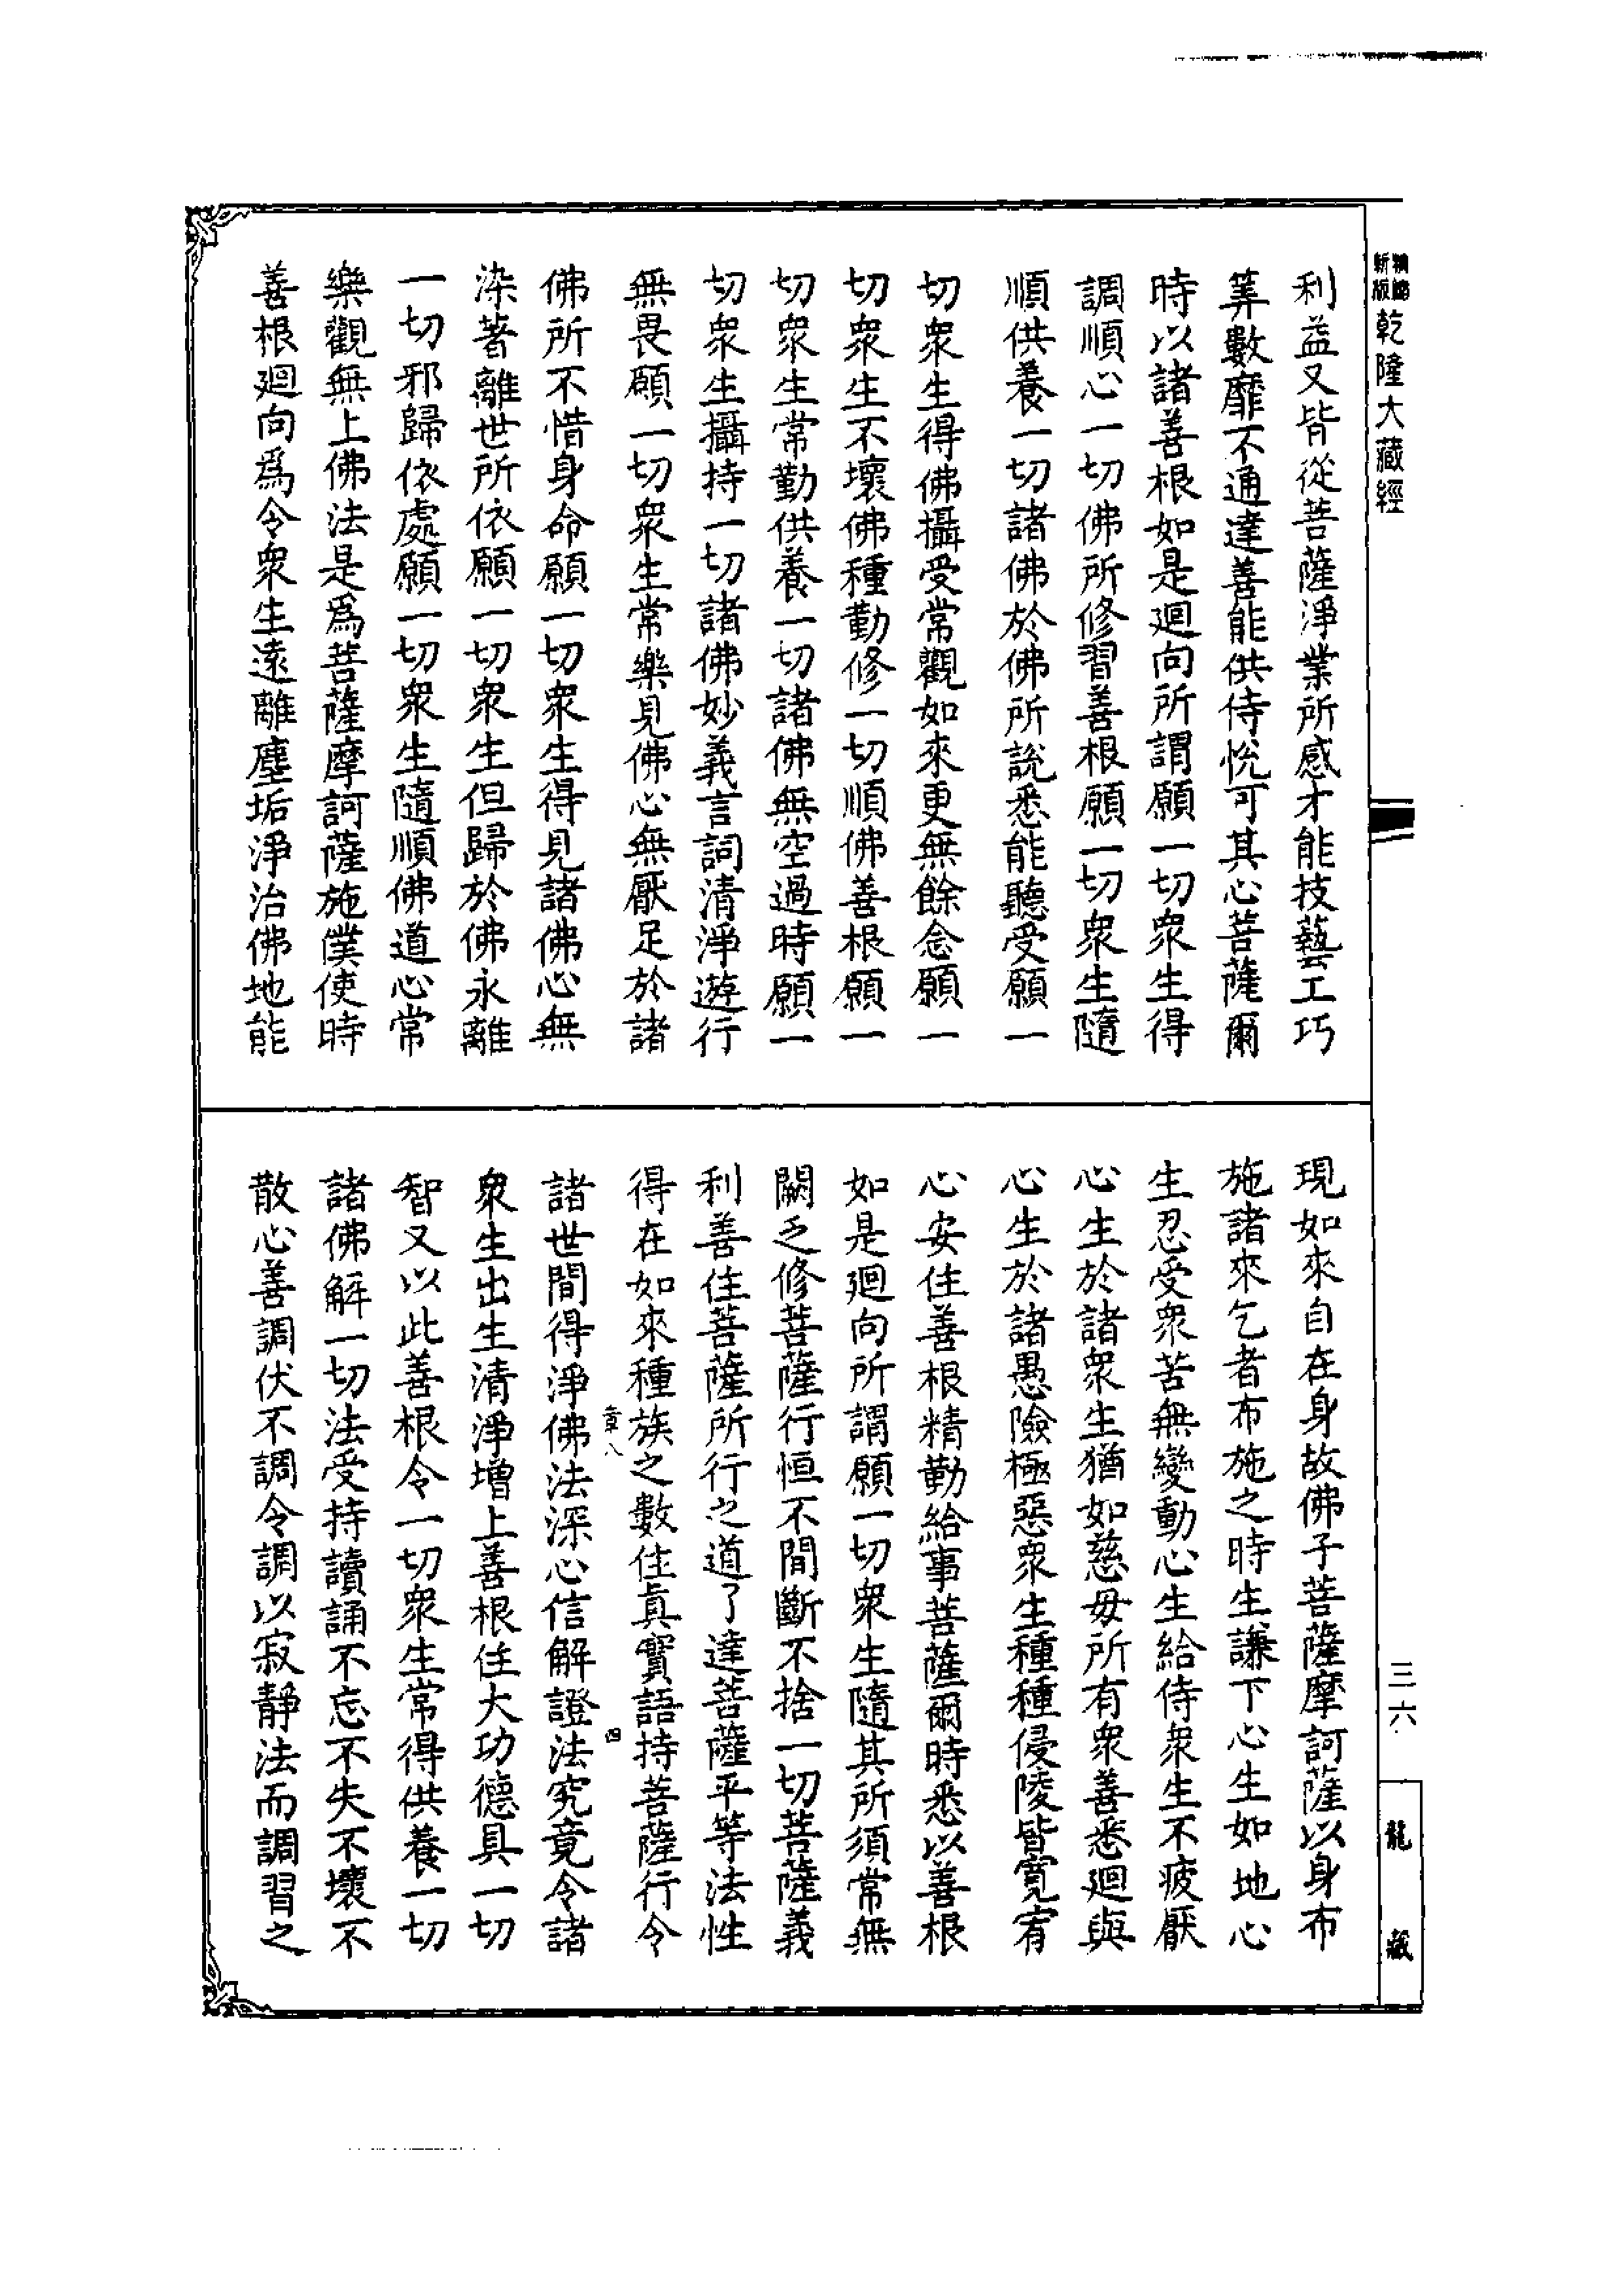 精縮
新版
乾隆大藏經
利益又皆從菩薩淨業所感才能技藝工巧
筭數靡不通達善能供侍悅可其心菩薩爾
時以諸善根如是迴向所謂願一切衆生得
調順心一切佛所修習善根願一切衆生隨
順供養一切諸佛於佛所說悉能聽受願一
切衆生得佛攝受常觀如來更無餘念願一
切衆生不壞佛種勤修一切順佛善根願一
切衆生常勤供養一切諸佛無空過時願一
切衆生攝持一切諸佛妙義言詞清淨遊行
無畏願一切衆生常樂見佛心無厭足於諸
佛所不惜身命願一切衆生得見諸佛心無
染著離世所依願一切衆生但歸於佛永離
一切邪歸依處願一切衆生隨順佛道心常
樂觀無上佛法是爲菩薩摩訶薩施僕使時
善根迴向爲令衆生遠離塵垢淨治佛地能
現如來自在身故佛子菩薩摩訶薩以身布
施諸來乞者布施之時生謙下心生如地心
生忍受衆苦無變動心生給侍衆生不疲厭
心生於諸衆生猶如慈母所有衆善悉迴與
心生於諸愚險極惡衆生種種侵陵皆寬宥
心安住善根精勤給事菩薩爾時悉以善根
如是迴向所謂願一切衆生隨其所須常無
闕乏修菩薩行恒不間斷不捨一切菩薩義
利善住菩薩所行之道了達菩薩平等法性
得在如來種族之數住真實語持菩薩行令
章八
四
諸世間得淨佛法深心信解證法究竟令諸
衆生出生清淨增上善根住大功德具一切
智又以此善根令一切衆生常得供養一切
諸佛解一切法受持讀誦不忘不失不壞不
散心善調伏不調令調以寂靜法而調習之
三六
龍藏